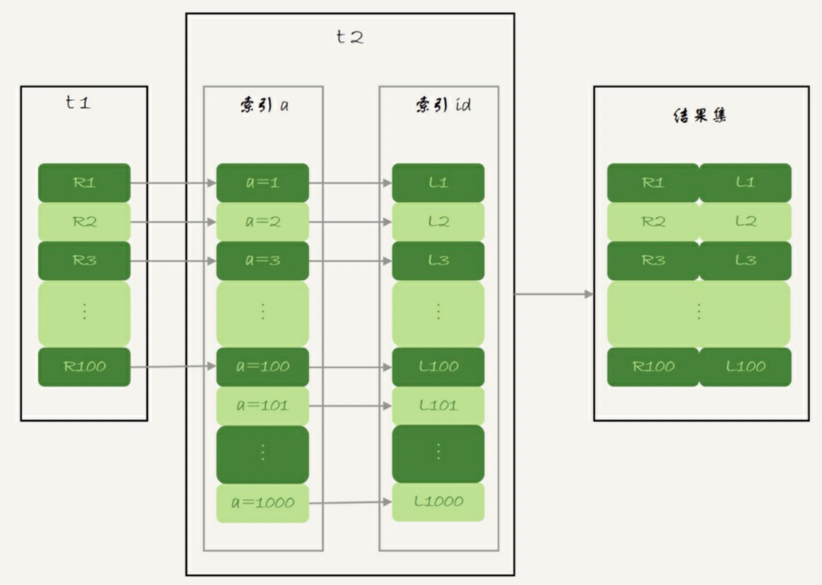 t2
t1
索引 a
索引 id
结果集
R1
a=1
L1
R1
L1
R2
a=2
L2
R2
L2
R3
a=3
L3
R3
L3
⋮
⋮
⋮
⋮
R100
a=100
L100
R100
L100
a=101
L101
⋮
⋮
a=1000
L1000